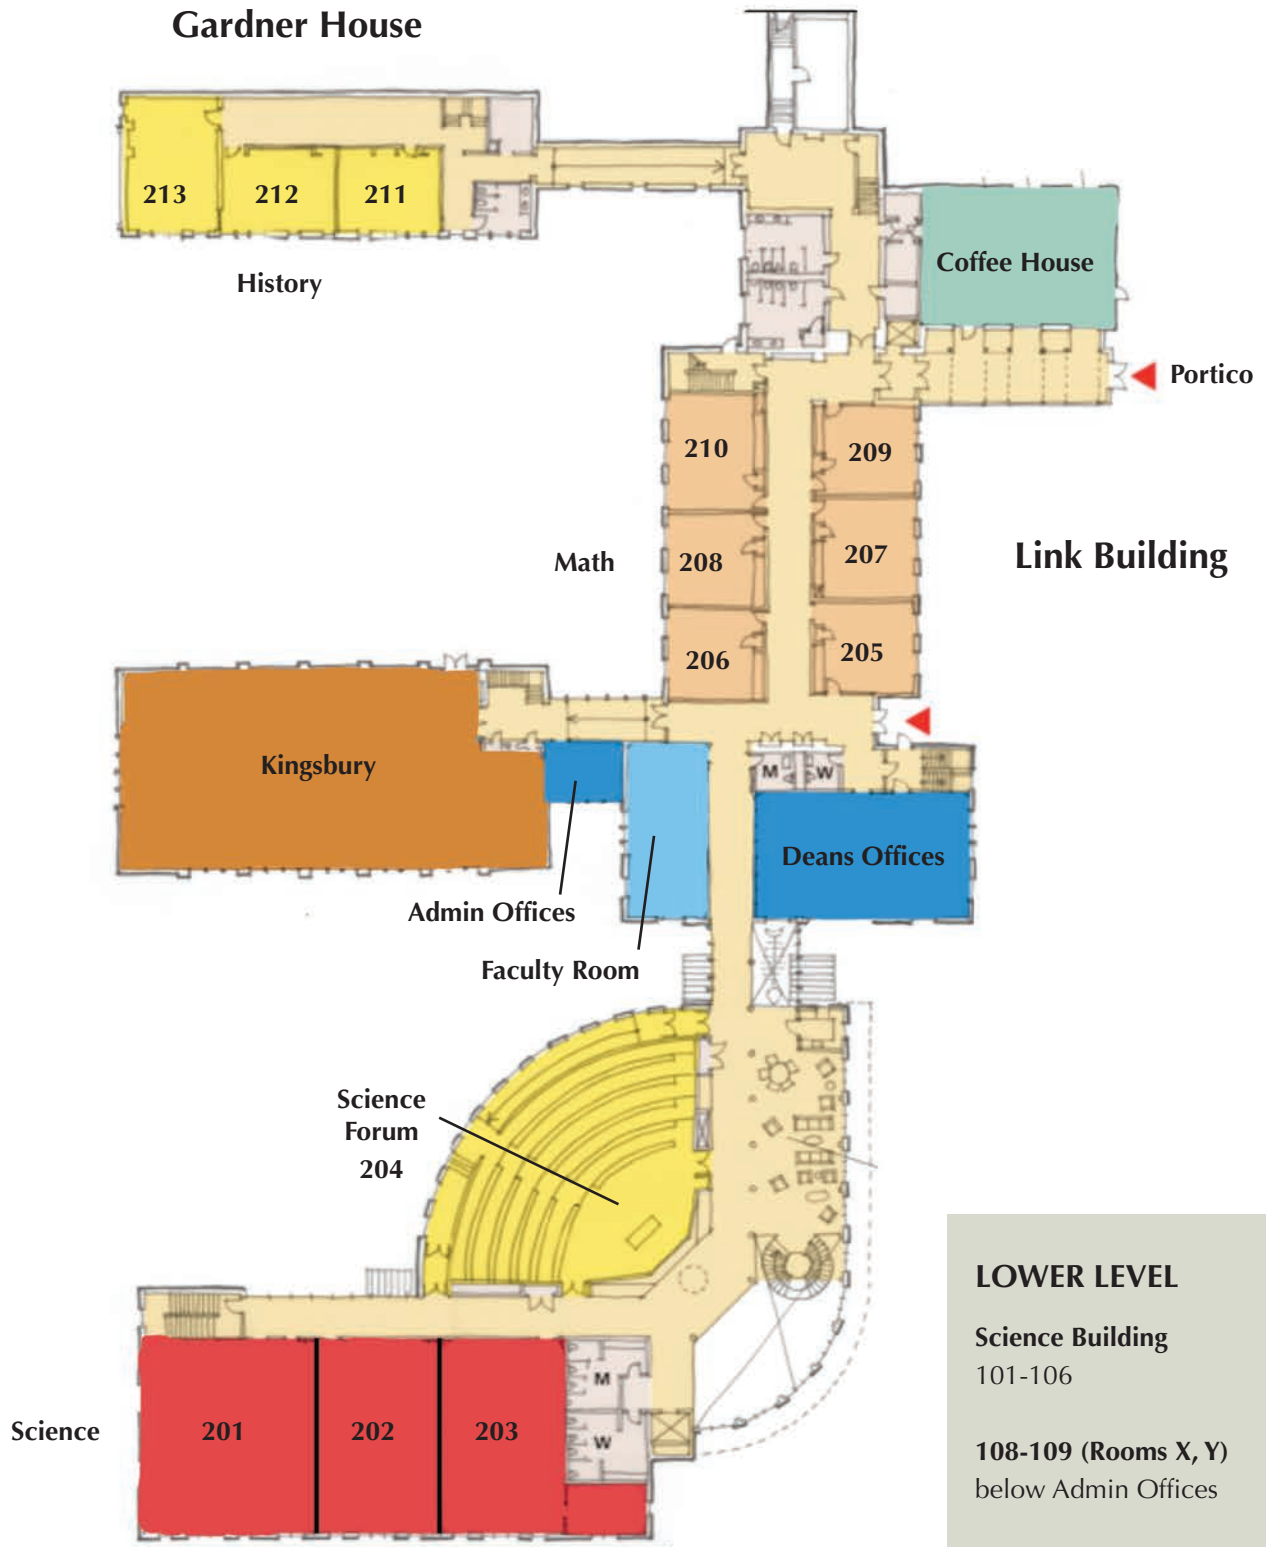 Gardner House
213
212
211
History
Coffee House
Portico
210
209
Math
208
207
Link Building
206
205
Kingsbury
M
W
Deans Offices
Admin Offices
Faculty Room
Science
Forum
204
Science
201
202
203
M
W
LOWER LEVEL
Science Building
101-106
108-109 (Rooms X, Y)
below Admin Offices